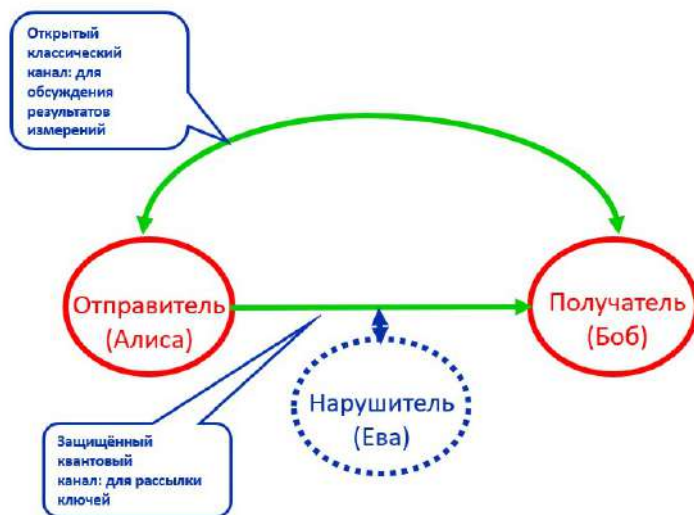 Открытый
классический
канал: для
обсуждения
результатов
измерений
Отправитель
(Алиса)
Получатель
(Боб)
Нарушитель
(Ева)
Защищённый
квантовый
канал: для рассылки
ключей